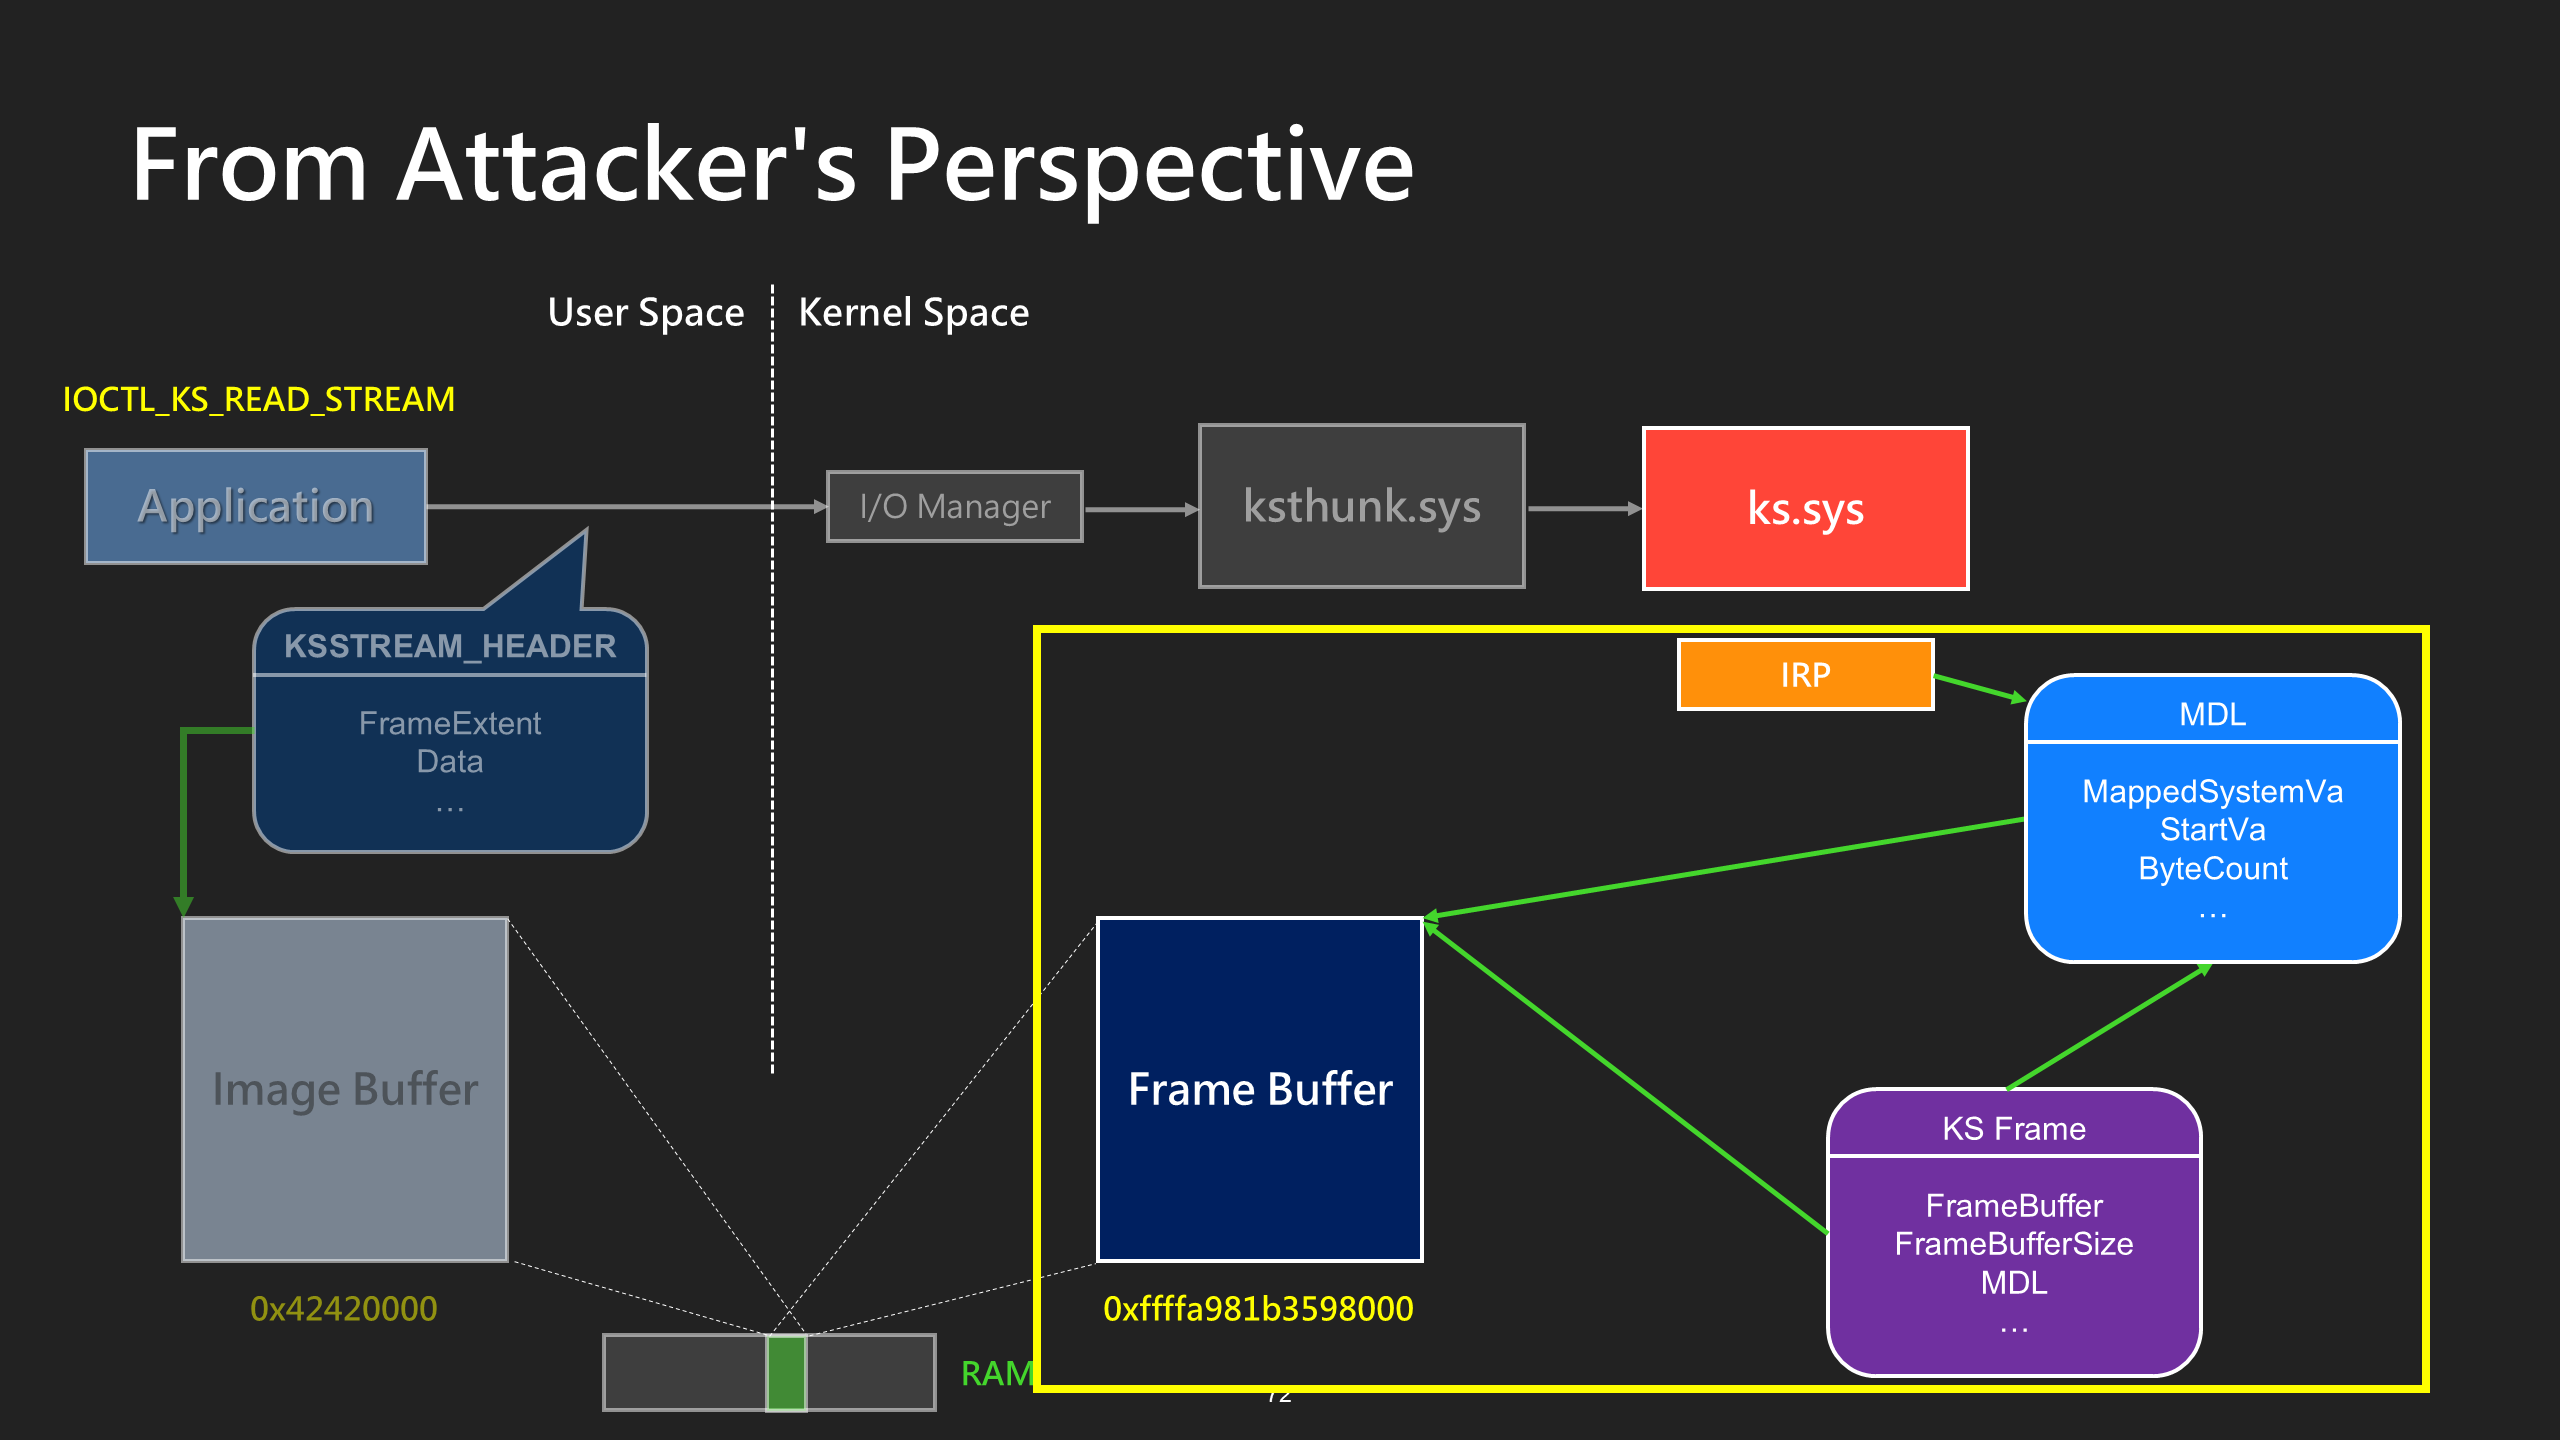 From Attacker's Perspective
User Space
Kernel Space
IOCTL_KS_READ_STREAM
Application
I/O Manager
ksthunk.sys
ks.sys
KSSTREAM_HEADER
FrameExtent
Data
...
IRP
MDL
MappedSystemVa
StartVa
ByteCount
...
Image Buffer
Frame Buffer
KS Frame
FrameBuffer
FrameBufferSize
MDL
...
0x42420000
0xffffa981b3598000
RAM
72